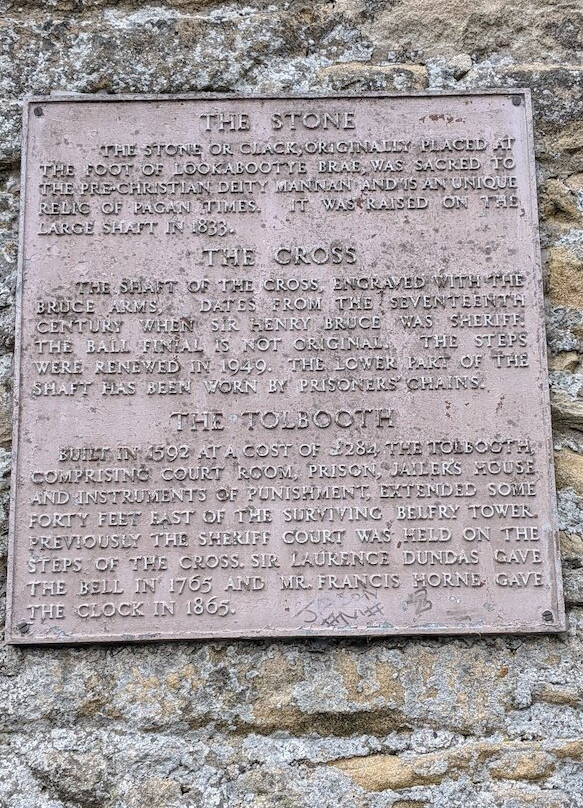 THE STONE
THE STONE OR CLACK, ORIGINALLY PLACED AT
THE FOOT OF LOOKABOOTYE BRAE, WAS SACRED TO
THE PRE-CHRISTIAN DEITY MANNAN AND IS AN UNIQUE
RELIC OF PAGAN TIMES. IT WAS RAISED ON THE
LARGE SHAFT IN 1833.
THE CROSS
THE SHAFT OF THE CROSS, ENGRAVED WITH THE
BRUCE ARMS, DATES FROM THE SEVENTEENTH
CENTURY WHEN SIR HENRY BRUCE WAS SHERIFF.
THE BALL FINIAL IS NOT ORIGINAL. THE STEPS
WERE RENEWED IN 1949. THE LOWER PART OF THE
SHAFT HAS BEEN WORN BY PRISONERS' CHAINS.
THE TOLBOOTH
BUILT IN 1592 AT A COST OF £284, THE TOLBOOTH,
COMPRISING COURT ROOM, PRISON, JAILER'S HOUSE
AND INSTRUMENTS OF PUNISHMENT, EXTENDED SOME
FORTY FEET EAST OF THE SURVIVING BELFRY TOWER.
PREVIOUSLY THE SHERIFF COURT WAS HELD ON THE
STEPS OF THE CROSS. SIR LAURENCE DUNDAS GAVE
THE BELL IN 1765 AND MR. FRANCIS HORNE GAVE
THE CLOCK IN 1865.